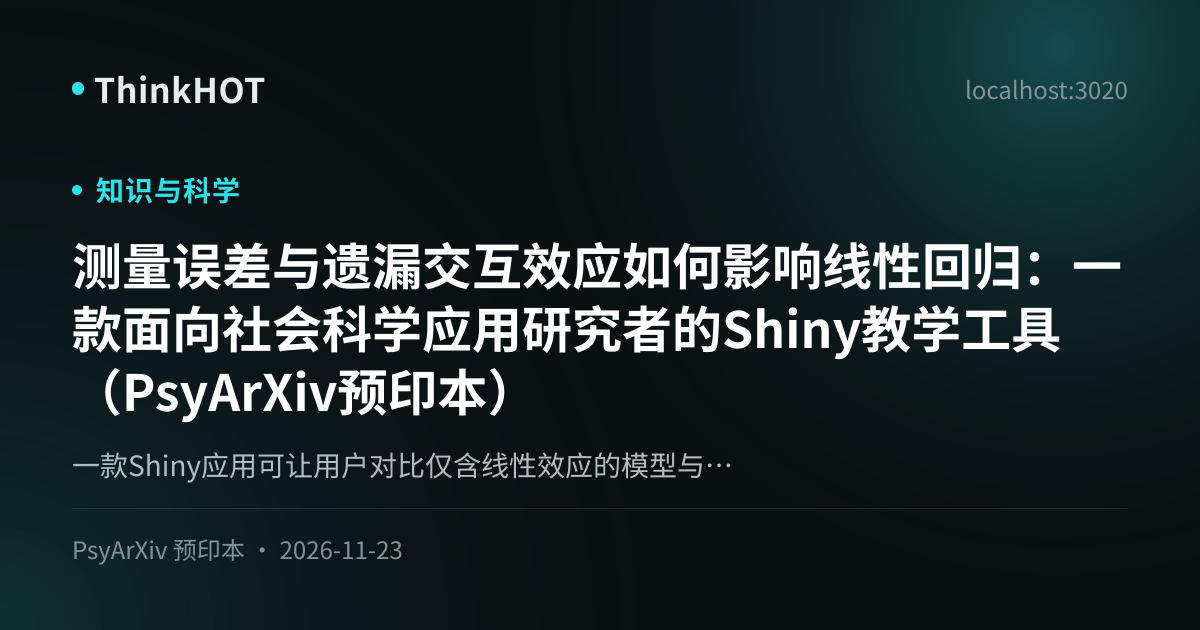 ThinkHOT
localhost:3020
知识与科学
测量误差与遗漏交互效应如何影响线性回归：一
款面向社会科学应用研究者的Shiny教学工具
（PsyArXiv预印本）
一款Shiny应用可让用户对比仅含线性效应的模型与…
PsyArXiv 预印本 · 2026-11-23